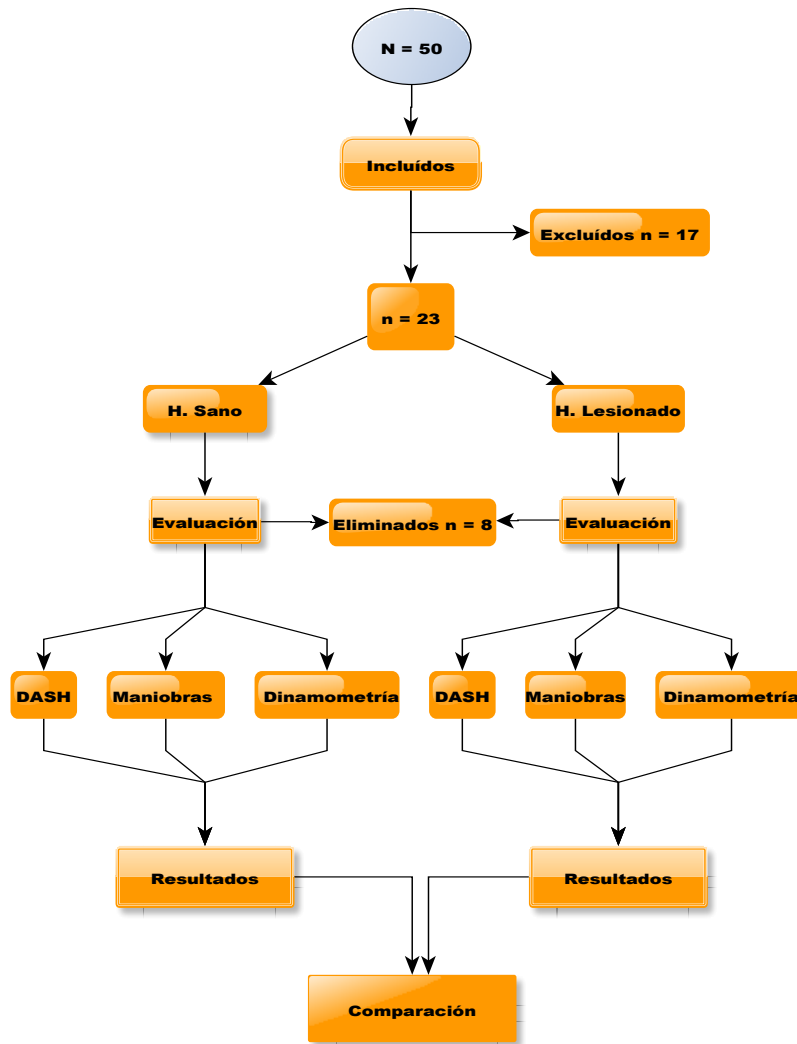 N = 50
Incluídos
Excluídos n = 17
n = 23
H. Sano
H. Lesionado
Evaluación
Eliminados n = 8
Evaluación
DASH
Maniobras
Dinamometría
DASH
Maniobras
Dinamometría
Resultados
Resultados
Comparación